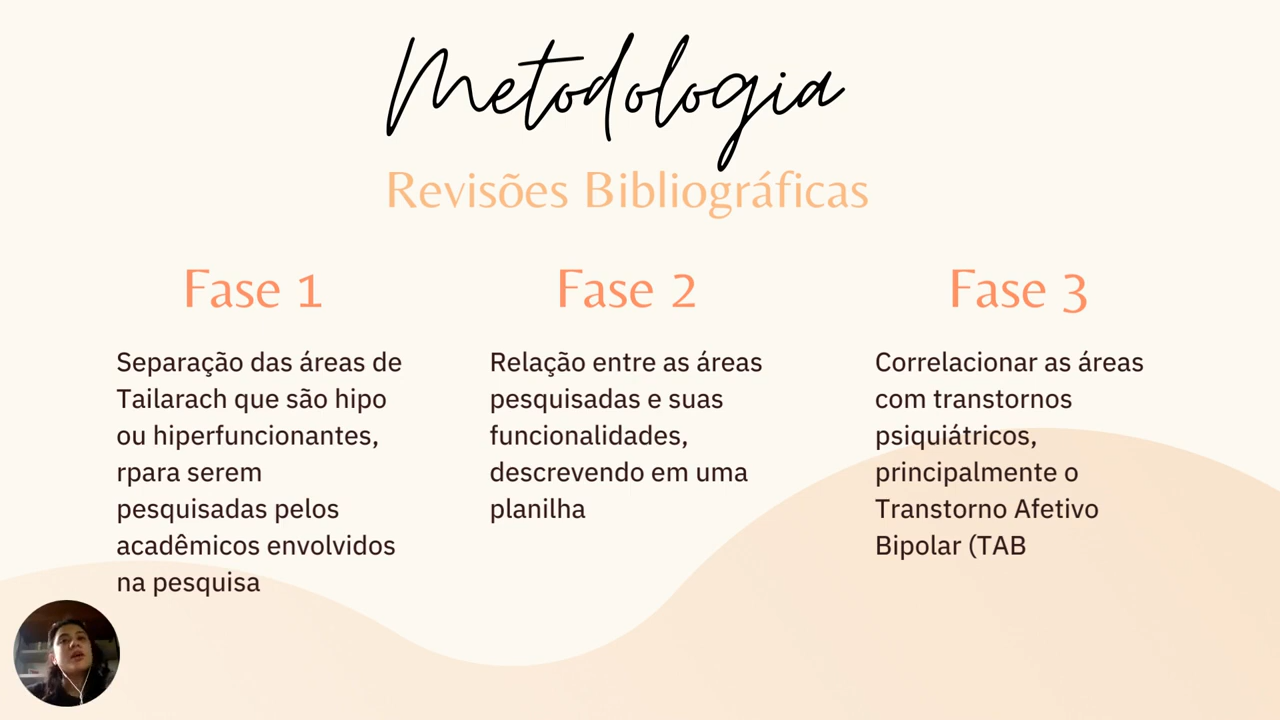 Metodologia
Revisões Bibliográficas
Fase 1
Separação das áreas de
Tailarach que são hipo
ou hiperfuncionantes,
rpara serem
pesquisadas pelos
acadêmicos envolvidos
na pesquisa
Fase 2
Relação entre as áreas
pesquisadas e suas
funcionalidades,
descrevendo em uma
planilha
Fase 3
Correlacionar as áreas
com transtornos
psiquiátricos,
principalmente o
Transtorno Afetivo
Bipolar (TAB